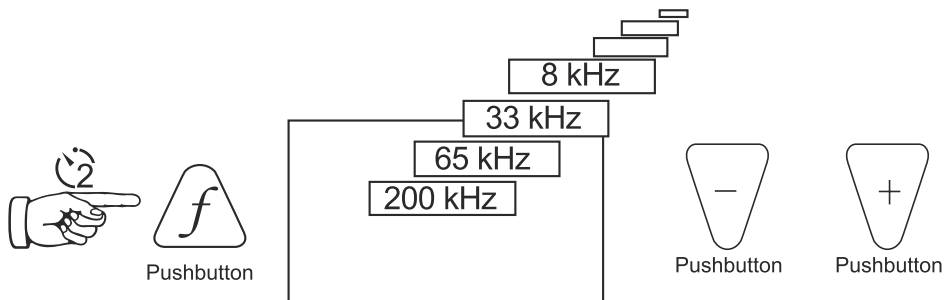 8 kHz
33 kHz
65 kHz
200 kHz
2
f
−
+
Pushbutton
Pushbutton
Pushbutton